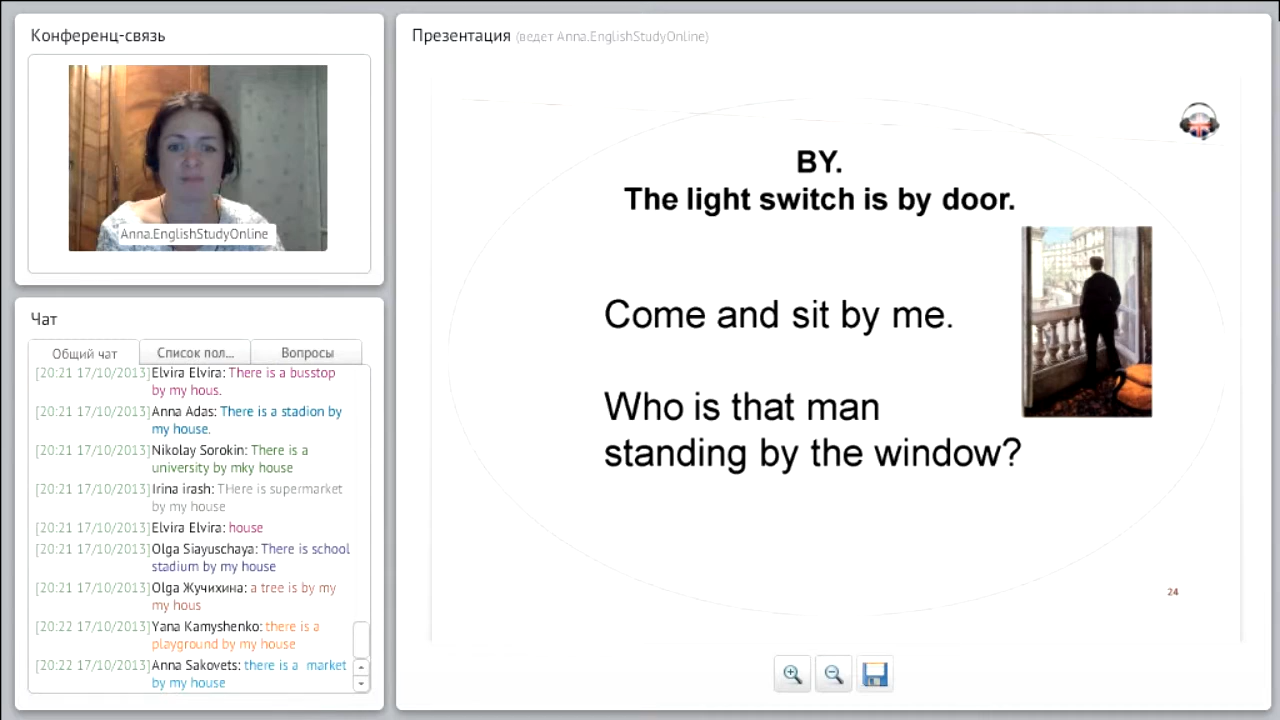 Конференц-связь
Anna.EnglishStudyOnline
Чат
Общий чат
Список пол...
Вопросы
[20:21 17/10/2013] Elvira Elvira: There is a busstop
by my hous.
[20:21 17/10/2013] Anna Adas: There is a stadion by
my house.
[20:21 17/10/2013] Nikolay Sorokin: There is a
university by mky house
[20:21 17/10/2013] Irina irash: THere is supermarket
by my house
[20:21 17/10/2013] Elvira Elvira: house
[20:21 17/10/2013] Olga Siayuschaya: There is school
stadium by my house
[20:21 17/10/2013] Olga Жучихина: a tree is by my
my hous
[20:22 17/10/2013] Yana Kamyshenko: there is a
playground by my house
[20:22 17/10/2013] Anna Sakovets: there is a market
by my house
Презентация (ведет Anna.EnglishStudyOnline)
BY.
The light switch is by door.
Come and sit by me.
Who is that man
standing by the window?
24